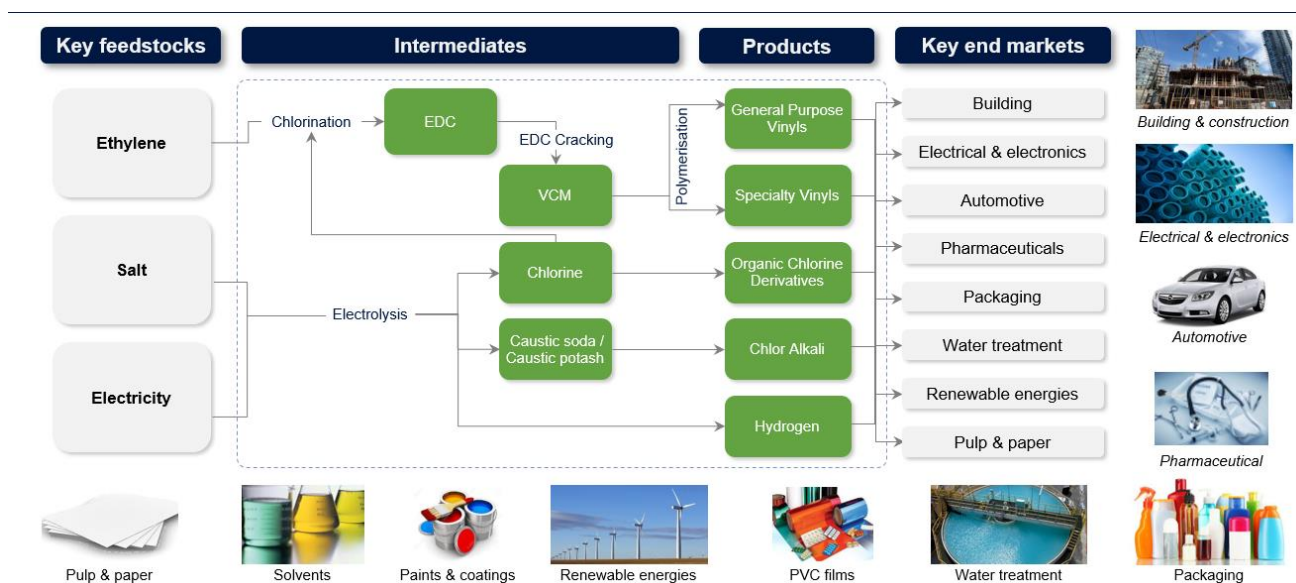 Key feedstocks
Intermediates
Products
Key end markets
Ethylene
Salt
Electricity
Chlorination
EDC
EDC Cracking
VCM
Polymerisation
Chlorine
Electrolysis
Caustic soda /
Caustic potash
General Purpose
Vinyls
Specialty Vinyls
Organic Chlorine
Derivatives
Chlor Alkali
Hydrogen
Building
Electrical & electronics
Automotive
Pharmaceuticals
Packaging
Water treatment
Renewable energies
Pulp & paper
Building & construction
Electrical & electronics
Automotive
Pharmaceutical
Pulp & paper
Solvents
Paints & coatings
Renewable energies
PVC films
Water treatment
Packaging